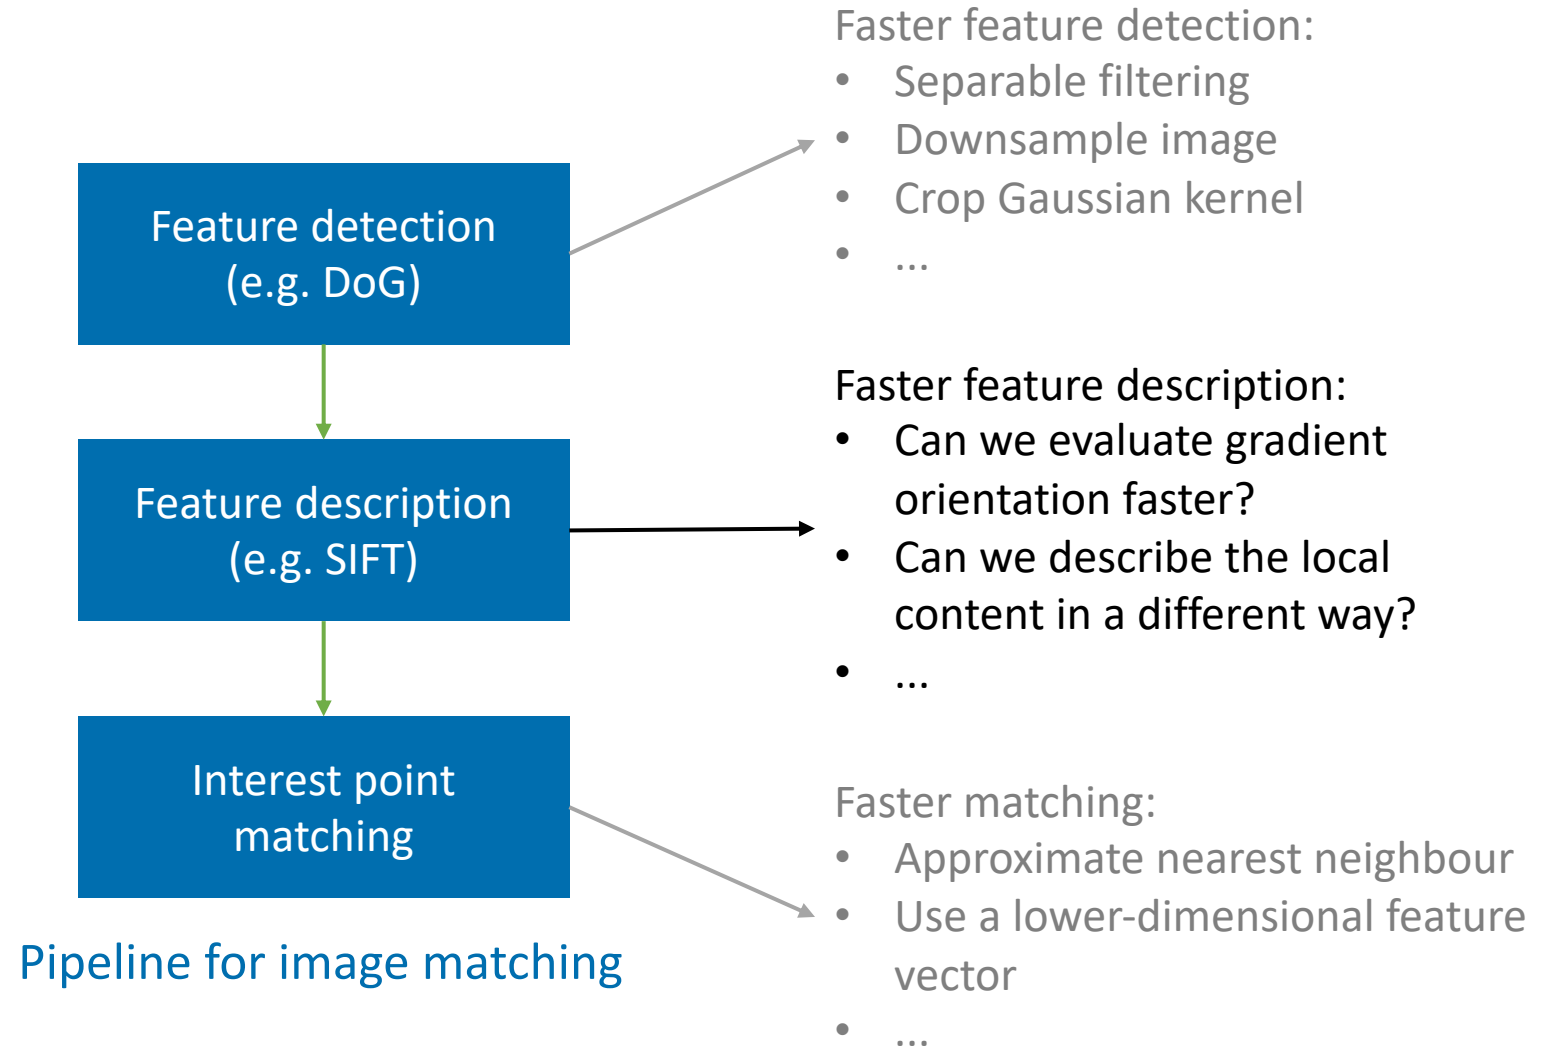 Feature detection
(e.g. DoG)
Feature description
(e.g. SIFT)
Interest point
matching
Pipeline for image matching
Faster feature detection:
• Separable filtering
• Downsample image
• Crop Gaussian kernel
• ...
Faster feature description:
• Can we evaluate gradient
orientation faster?
• Can we describe the local
content in a different way?
• ...
Faster matching:
• Approximate nearest neighbour
• Use a lower-dimensional feature
vector
• ...